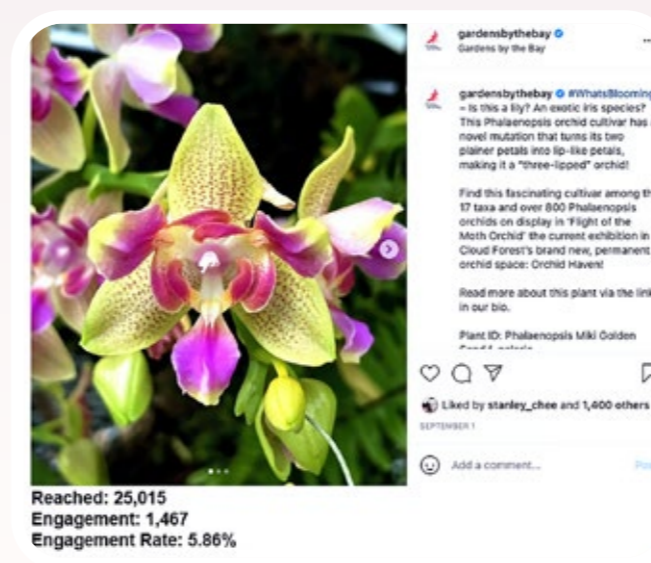 gardensbythebay
Gardens by the Bay
gardensbythebay #WhatsBlooming
– Is this a lily? An exotic iris species?
This Phalaenopsis orchid cultivar has
novel mutation that turns its two
plainer petals into lip-like petals,
making it a "three-lipped" orchid!
Find this fascinating cultivar among th
17 taxa and over 800 Phalaenopsis
orchids on display in 'Flight of the
Moth Orchid' the current exhibition in
Cloud Forest's brand new, permanent
orchid space: Orchid Haven!
Read more about this plant via the link
in our bio.
Plant ID: Phalaenopsis Miki Golden
Liked by stanley_chee and 1,400 others
SEPTEMBER 1
Add a comment...
Reached: 25,015
Engagement: 1,467
Engagement Rate: 5.86%